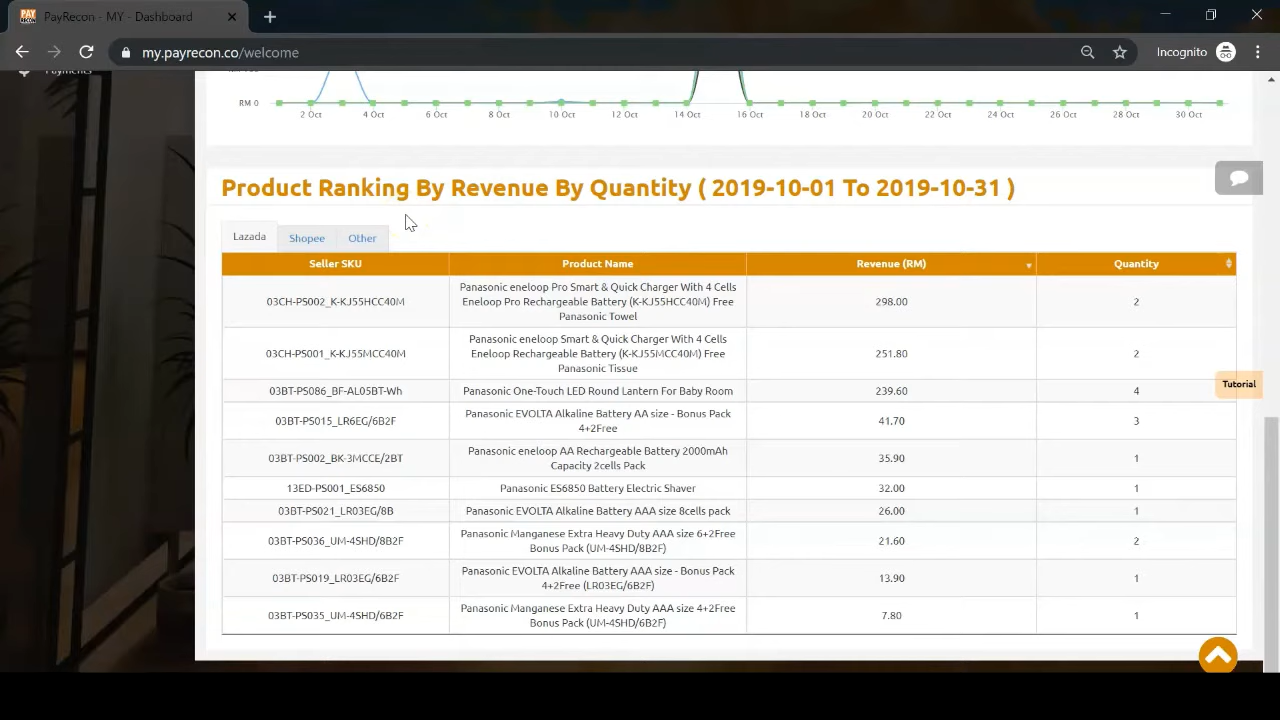 PayRecon - MY - Dashboard
my.payrecon.co/welcome
Incognito
Payments
RM 0
2 Oct 4 Oct 6 Oct 8 Oct 10 Oct 12 Oct 14 Oct 16 Oct 18 Oct 20 Oct 22 Oct 24 Oct 26 Oct 28 Oct 30 Oct
Product Ranking By Revenue By Quantity ( 2019-10-01 To 2019-10-31 )
Lazada Shopee Other
Seller SKU Product Name Revenue (RM) Quantity
Panasonic eneloop Pro Smart & Quick Charger With 4 Cells
03CH-PS002_K-KJ55HCC40M Eneloop Pro Rechargeable Battery (K-KJ55HCC40M) Free 298.00 2
Panasonic Towel
Panasonic eneloop Smart & Quick Charger With 4 Cells
03CH-PS001_K-KJ55MCC40M Eneloop Rechargeable Battery (K-KJ55MCC40M) Free 251.80 2
Panasonic Tissue
03BT-PS086_BF-AL05BT-Wh Panasonic One-Touch LED Round Lantern For Baby Room 239.60 4
Tutorial
Panasonic EVOLTA Alkaline Battery AA size - Bonus Pack
03BT-PS015_LR6EG/6B2F 41.70 3
4+2Free
Panasonic eneloop AA Rechargeable Battery 2000mAh
03BT-PS002_BK-3MCCE/2BT 35.90 1
Capacity 2cells Pack
13ED-PS001_ES6850 Panasonic ES6850 Battery Electric Shaver 32.00 1
03BT-PS021_LR03EG/8B Panasonic EVOLTA Alkaline Battery AAA size 8cells pack 26.00 1
Panasonic Manganese Extra Heavy Duty AAA size 6+2Free
03BT-PS036_UM-4SHD/8B2F 21.60 2
Bonus Pack (UM-4SHD/8B2F)
Panasonic EVOLTA Alkaline Battery AAA size - Bonus Pack
03BT-PS019_LR03EG/6B2F 13.90 1
4+2Free (LR03EG/6B2F)
Panasonic Manganese Extra Heavy Duty AAA size 4+2Free
03BT-PS035_UM-4SHD/6B2F 7.80 1
Bonus Pack (UM-4SHD/6B2F)